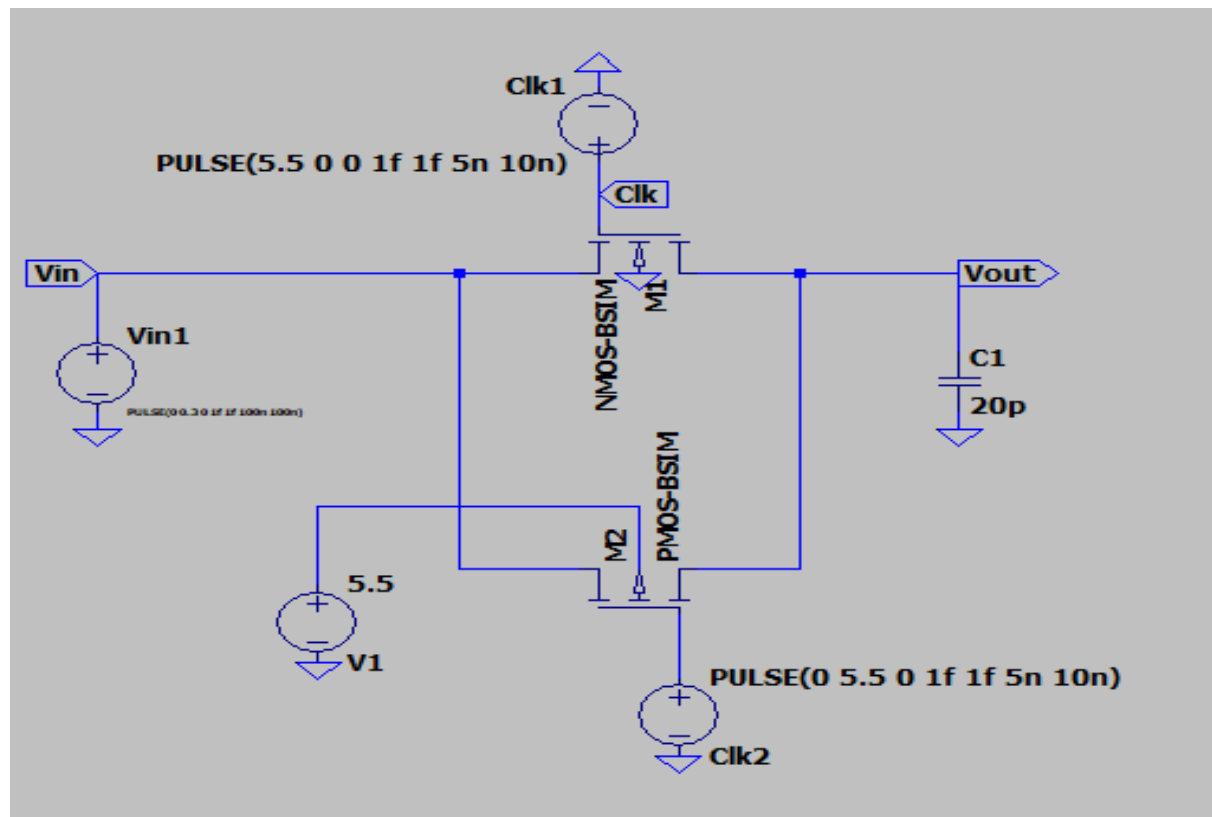 Clk1
PULSE(5.5 0 0 1f 1f 5n 10n)
Clk
Vin
Vout
NMOS-BSIM
M1
Vin1
PULSE(0 0.3 0 1f 1f 100n 100n)
C1
20p
M2
PMOS-BSIM
5.5
V1
PULSE(0 5.5 0 1f 1f 5n 10n)
Clk2